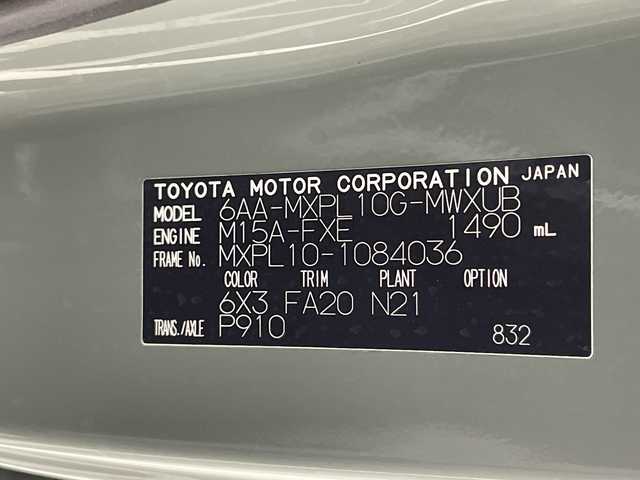 TOYOTA MOTOR CORPORATION JAPAN
MODEL 6AA-MXPL10G-MWXUB
ENGINE M15A-FXE 1490 mL
FRAME No. MXPL10-1084036
COLOR TRIM PLANT OPTION
6X3 FA20 N21
TRANS./AXLE P910 832